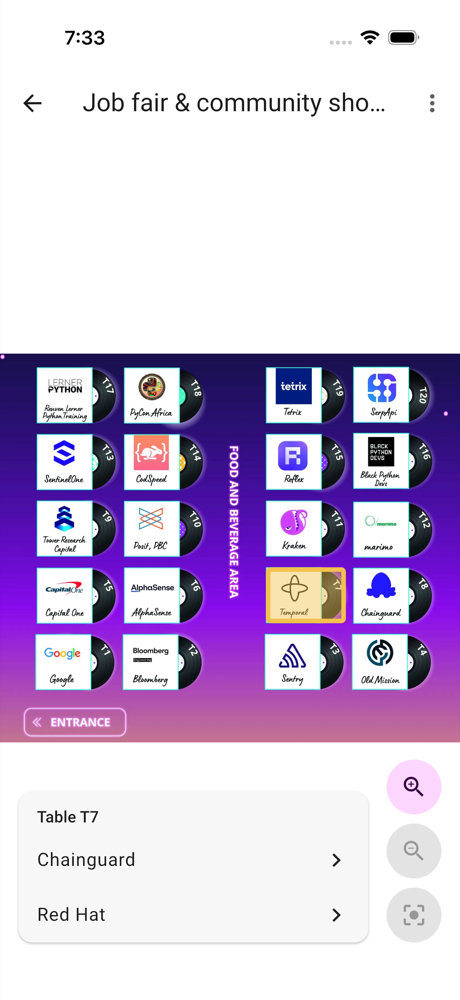 7:33
Job fair & community sho...
LERNER
PYTHON
Reuven Lerner
Python Training
T17
PyCon Africa
T18
tetrix
Tetrix
T19
SerpApi
T20
SentinelOne
T13
CodSpeed
T14
Reflex
T15
BLACK
PYTHON
DEVS
Black Python
Devs
T16
FOOD AND BEVERAGE AREA
Tower Research
Capital
T9
Posit, PBC
T10
Kraken
T11
marimo
marimo
T12
Capital One
Capital One
T5
AlphaSense
AlphaSense
T6
Temporal
T7
Chainguard
T8
Google
Google
T1
Bloomberg
Bloomberg
T2
Sentry
T3
Old Mission
T4
« ENTRANCE
Table T7
Chainguard
Red Hat